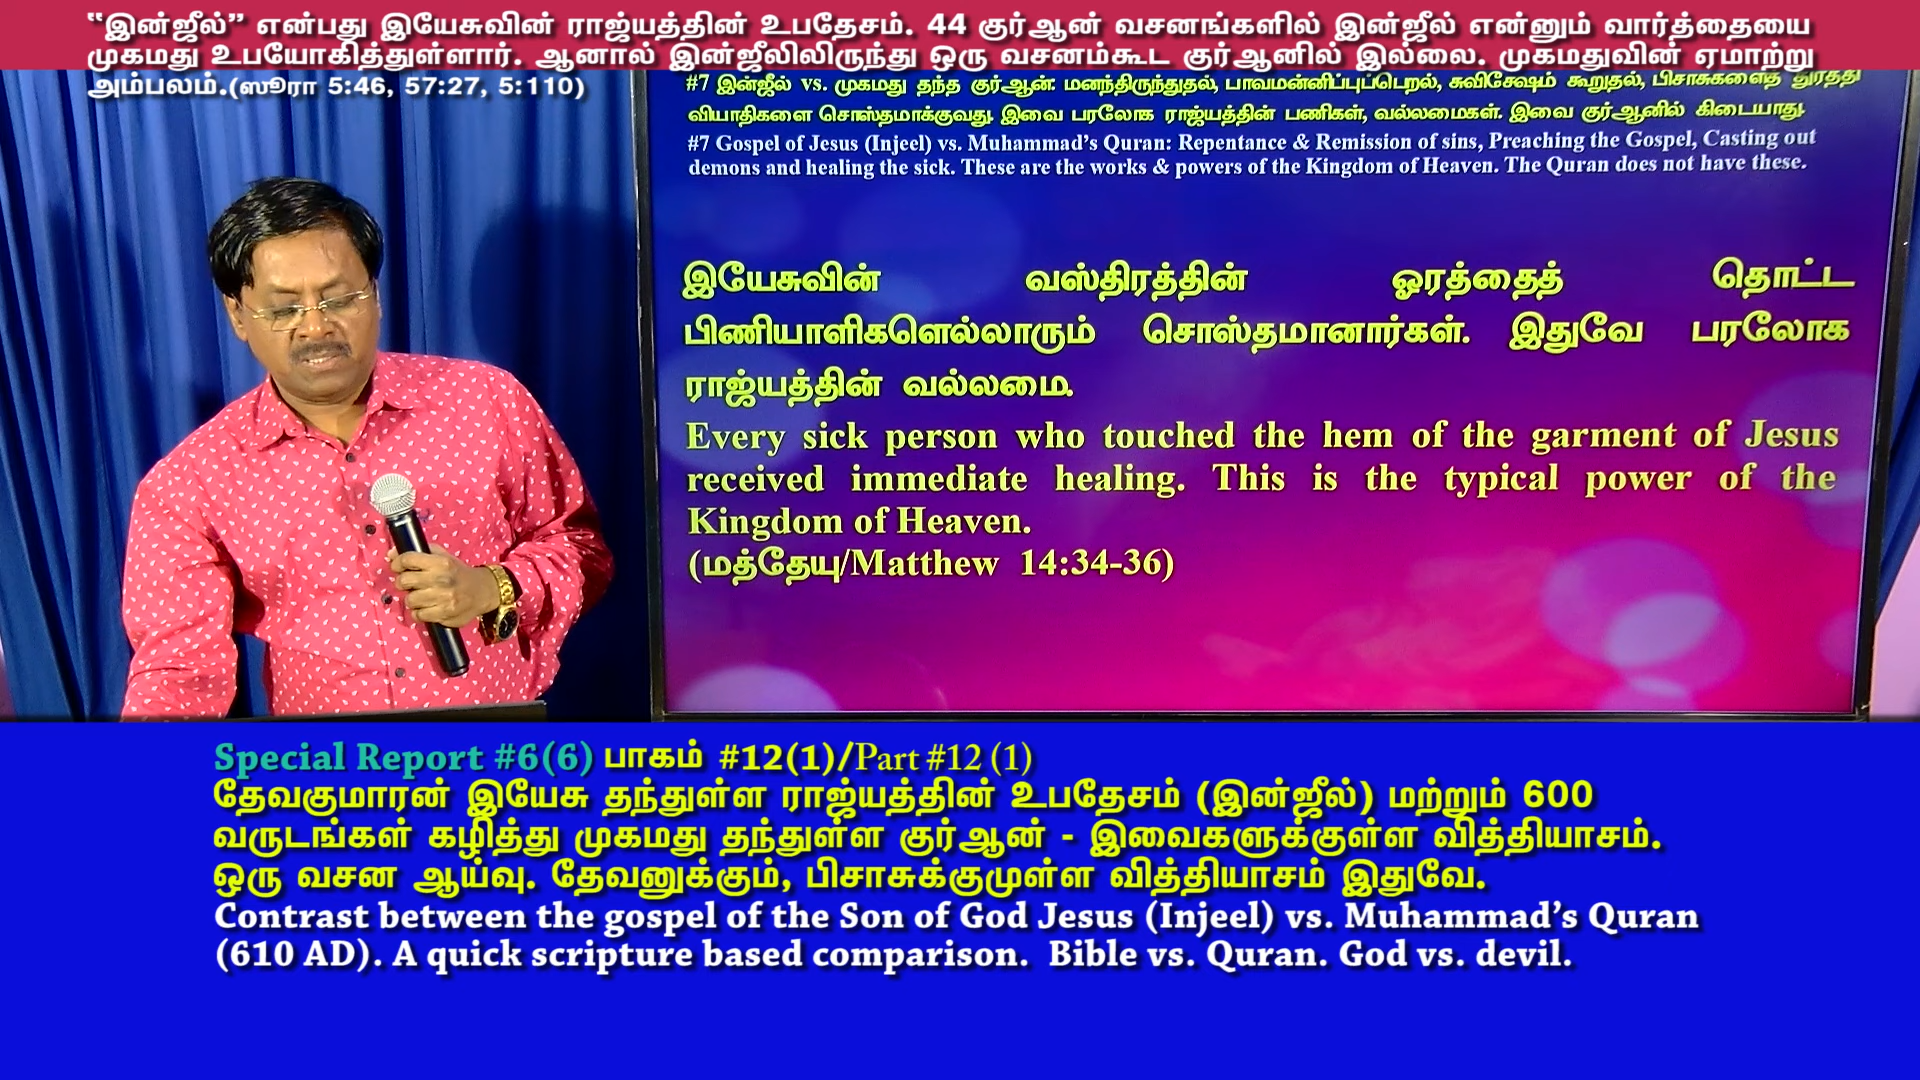 “இன்ஜீல்” என்பது இயேசுவின் ராஜ்யத்தின் உபதேசம். 44 குர்ஆன் வசனங்களில் இன்ஜீல் என்னும் வார்த்தையை
முகமது உபயோகித்துள்ளார். ஆனால் இன்ஜீலிலிருந்து ஒரு வசனம்கூட குர்ஆனில் இல்லை. முகமதுவின் ஏமாற்று
அம்பலம்.(ஸூரா 5:46, 57:27, 5:110)
#7 இன்ஜீல் vs. முகமது தந்த குர்ஆன்: மனந்திருந்துதல், பாவமன்னிப்புப்பெறல், சுவிசேஷம் கூறுதல், பிசாசுகளைத் துரத்தி
வியாதிகளை சொஸ்தமாக்குவது. இவை பரலோக ராஜ்யத்தின் பணிகள், வல்லமைகள். இவை குர்ஆனில் கிடையாது.
#7 Gospel of Jesus (Injeel) vs. Muhammad’s Quran: Repentance & Remission of sins, Preaching the Gospel, Casting out
demons and healing the sick. These are the works & powers of the Kingdom of Heaven. The Quran does not have these.
இயேசுவின் வஸ்திரத்தின் ஓரத்தைத் தொட்ட
பிணியாளிகளெல்லாரும் சொஸ்தமானார்கள். இதுவே பரலோக
ராஜ்யத்தின் வல்லமை.
Every sick person who touched the hem of the garment of Jesus
received immediate healing. This is the typical power of the
Kingdom of Heaven.
(மத்தேயு/Matthew 14:34-36)
Special Report #6(6) பாகம் #12(1)/Part #12 (1)
தேவகுமாரன் இயேசு தந்துள்ள ராஜ்யத்தின் உபதேசம் (இன்ஜீல்) மற்றும் 600
வருடங்கள் கழித்து முகமது தந்துள்ள குர்ஆன் - இவைகளுக்குள்ள வித்தியாசம்.
ஒரு வசன ஆய்வு. தேவனுக்கும், பிசாசுக்குமுள்ள வித்தியாசம் இதுவே.
Contrast between the gospel of the Son of God Jesus (Injeel) vs. Muhammad’s Quran
(610 AD). A quick scripture based comparison.  Bible vs. Quran. God vs. devil.